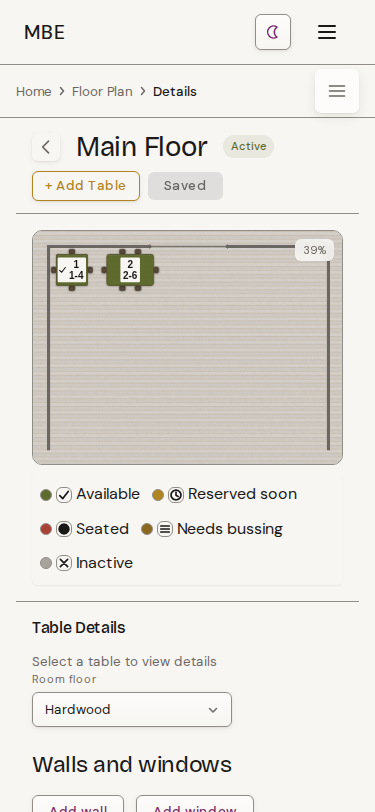 MBE
Home > Floor Plan > Details
Main Floor Active
+ Add Table Saved
39%
1 2
1-4 2-6
Available Reserved soon
Seated Needs bussing
Inactive
Table Details
Select a table to view details
Room floor
Hardwood
Walls and windows
Add wall Add window